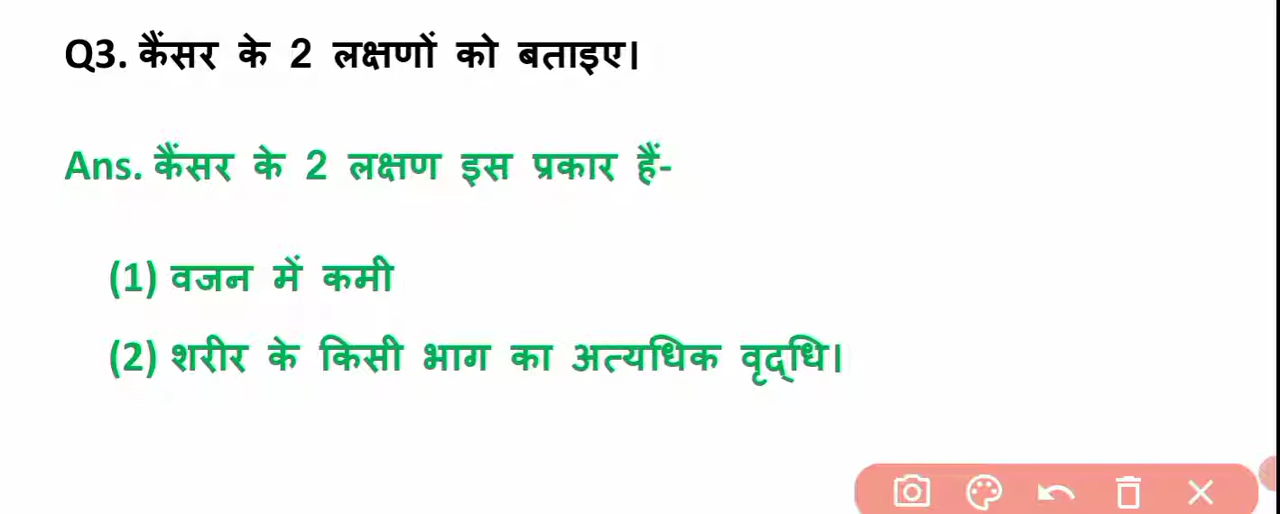 Q3. कैंसर के 2 लक्षणों को बताइए।
Ans. कैंसर के 2 लक्षण इस प्रकार हैं-
(1) वजन में कमी
(2) शरीर के किसी भाग का अत्यधिक वृद्धि।